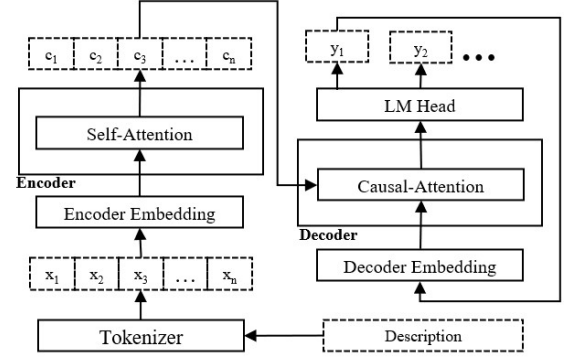 c1 c2 c3 ... cn
Self-Attention
Encoder
Encoder Embedding
x1 x2 x3 ... xn
Tokenizer
y1 y2 ...
LM Head
Causal-Attention
Decoder
Decoder Embedding
Description